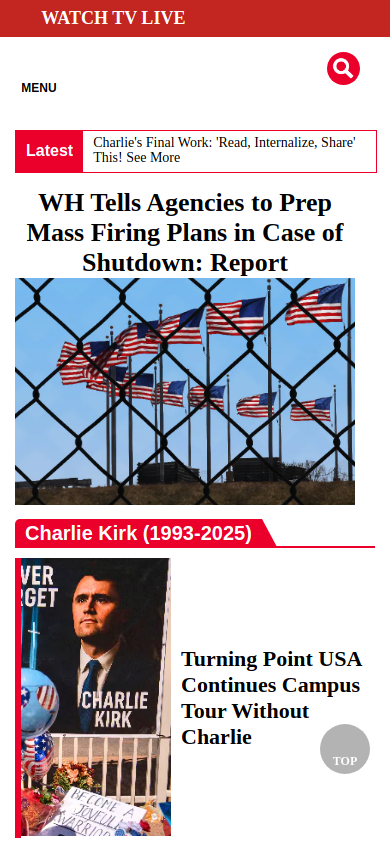 WATCH TV LIVE
MENU
Latest
Charlie's Final Work: 'Read, Internalize, Share'
This! See More
WH Tells Agencies to Prep
Mass Firing Plans in Case of
Shutdown: Report
Charlie Kirk (1993-2025)
VER
RGET
CHARLIE
KIRK
BECOME A
JOYFUL
WARRIOR
Turning Point USA
Continues Campus
Tour Without
Charlie
TOP